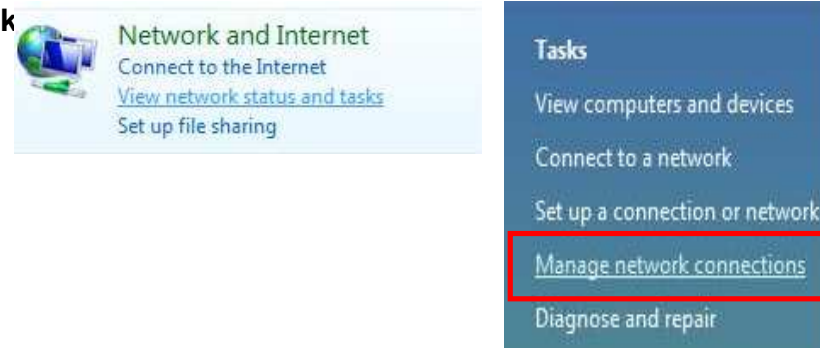 k
Network and Internet
Connect to the Internet
View network status and tasks
Set up file sharing
Tasks
View computers and devices
Connect to a network
Set up a connection or network
Manage network connections
Diagnose and repair